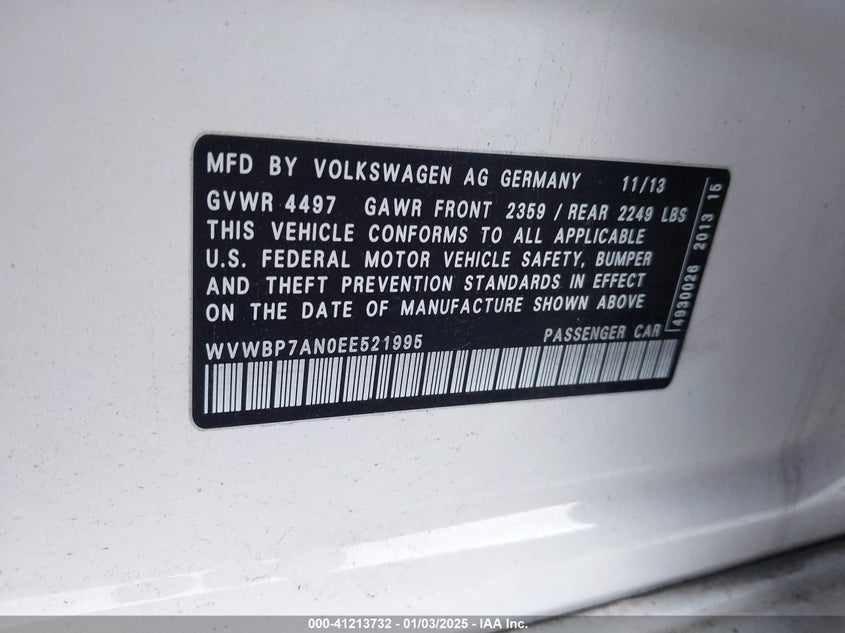 MFD BY VOLKSWAGEN AG GERMANY 11/13
GVWR 4497 GAWR FRONT 2359 / REAR 2249 LBS
THIS VEHICLE CONFORMS TO ALL APPLICABLE
U.S. FEDERAL MOTOR VEHICLE SAFETY, BUMPER
AND THEFT PREVENTION STANDARDS IN EFFECT
ON THE DATE OF MANUFACTURE SHOWN ABOVE
WVWBP7AN0EE521995 PASSENGER CAR
4930026 2013 15
000-41213732 - 01/03/2025 - IAA Inc.